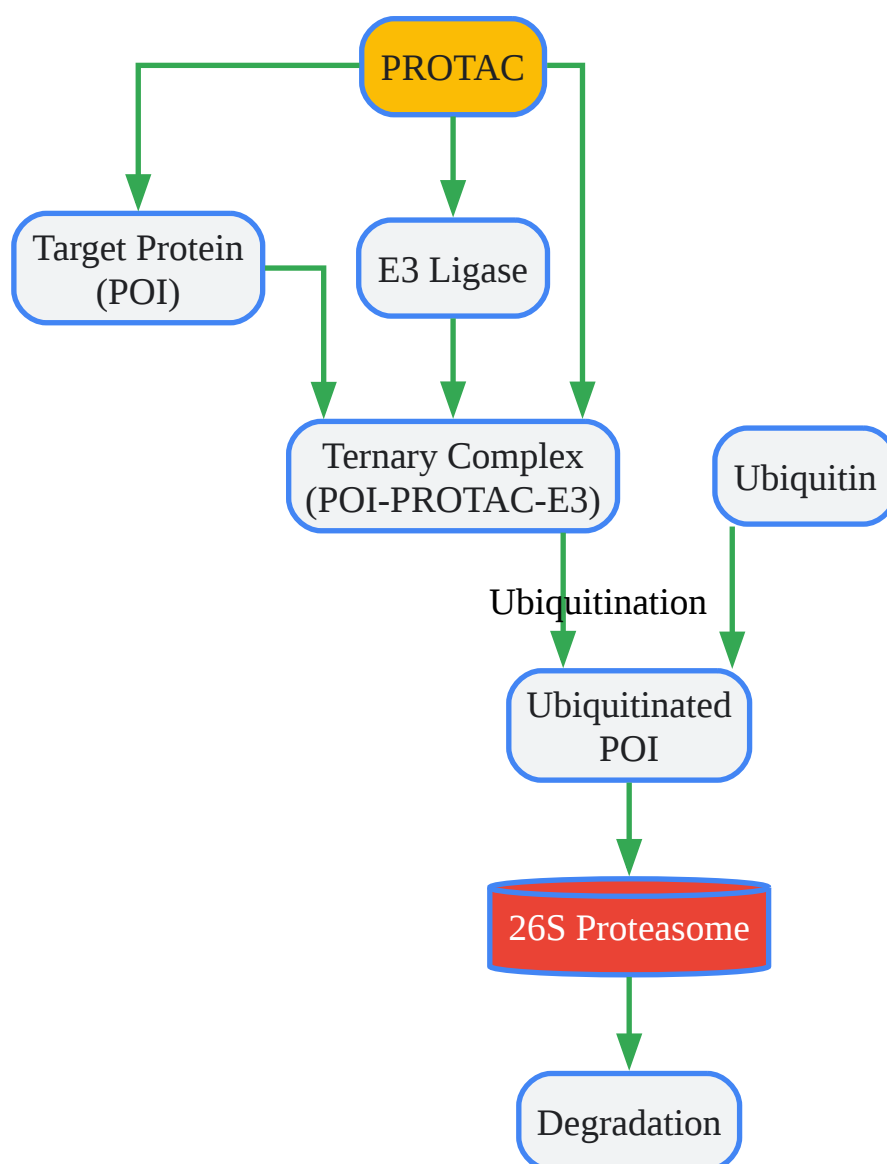 PROTAC
Target Protein
(POI)
E3 Ligase
Ternary Complex
(POI-PROTAC-E3)
Ubiquitin
Ubiquitination
Ubiquitinated
POI
26S Proteasome
Degradation